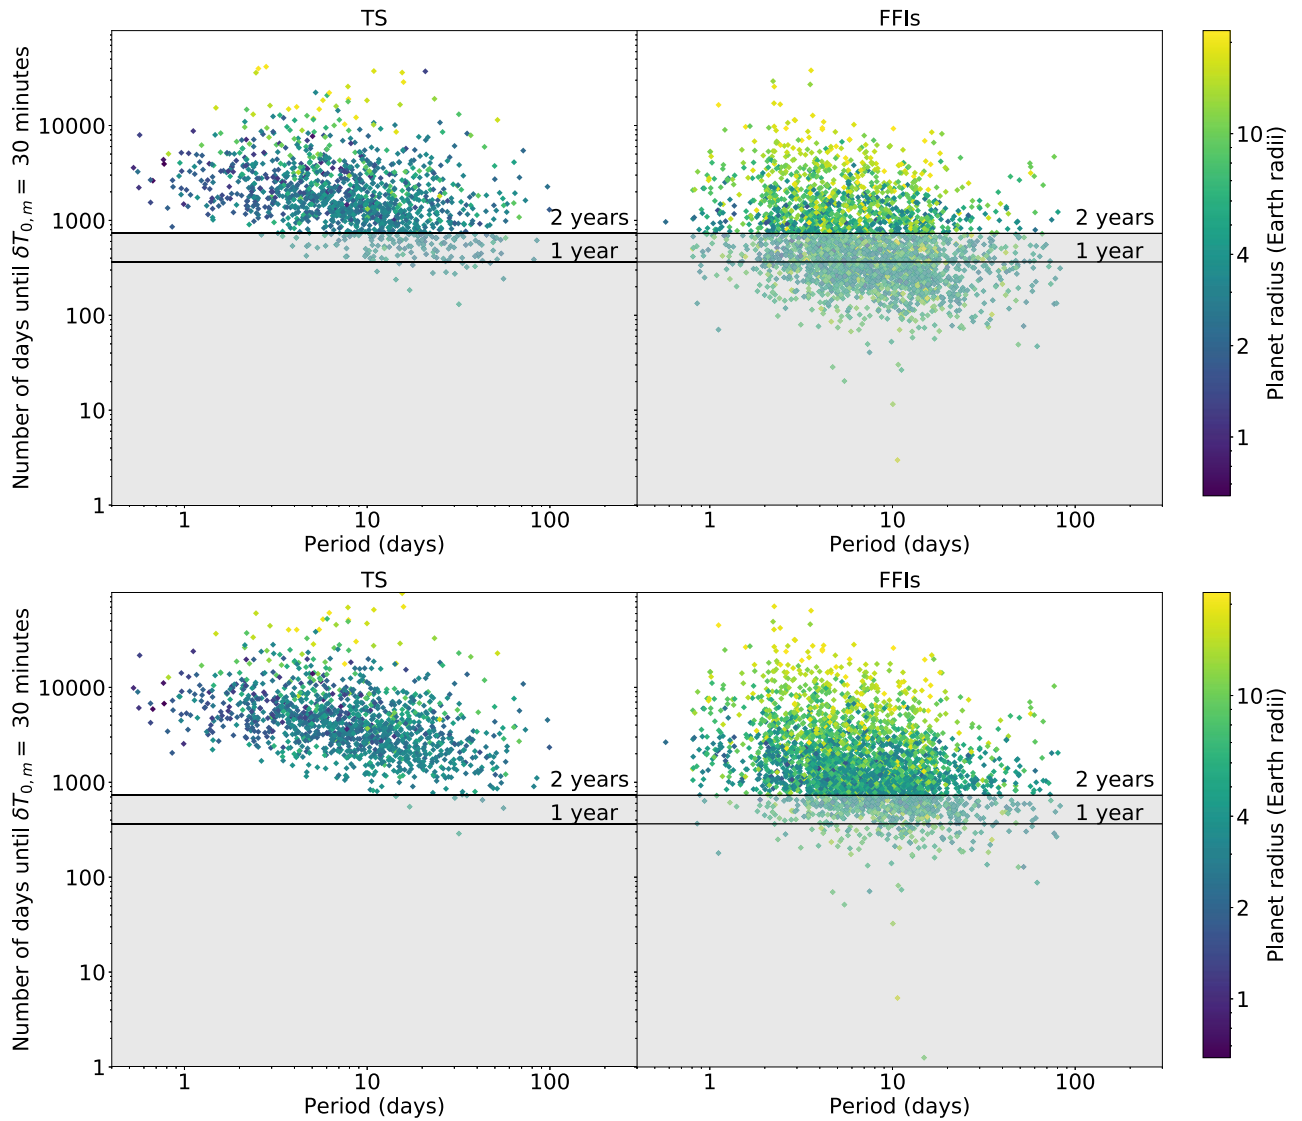 TS
FFIs
Number of days until δT0,m = 30 minutes
10000
1000
100
10
1
2 years
1 year
2 years
1 year
1
10
100
1
10
100
Period (days)
Period (days)
10
4
2
1
Planet radius (Earth radii)
TS
FFIs
Number of days until δT0,m = 30 minutes
10000
1000
100
10
1
2 years
1 year
2 years
1 year
1
10
100
1
10
100
Period (days)
Period (days)
10
4
2
1
Planet radius (Earth radii)